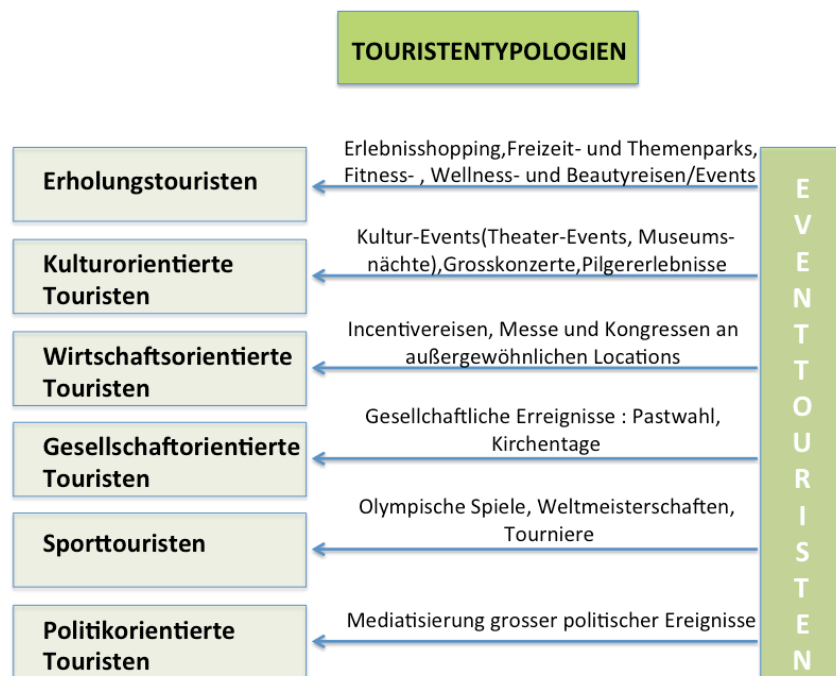 TOURISTENTYPOLOGIEN
Erholungstouristen
Erlebnisshopping,Freizeit- und Themenparks,
Fitness- , Wellness- und Beautyreisen/Events
Kulturorientierte
Touristen
Kultur-Events(Theater-Events, Museums-
nächte),Grosskonzerte,Pilgererlebnisse
Wirtschaftsorientierte
Touristen
Incentivereisen, Messe und Kongressen an
außergewöhnlichen Locations
Gesellschaftorientierte
Touristen
Gesellchaftliche Erreignisse : Pastwahl,
Kirchentage
Sporttouristen
Olympische Spiele, Weltmeisterschaften,
Tourniere
Politikorientierte
Touristen
Mediatisierung grosser politischer Ereignisse
E
V
E
N
T
T
O
U
R
I
S
T
E
N